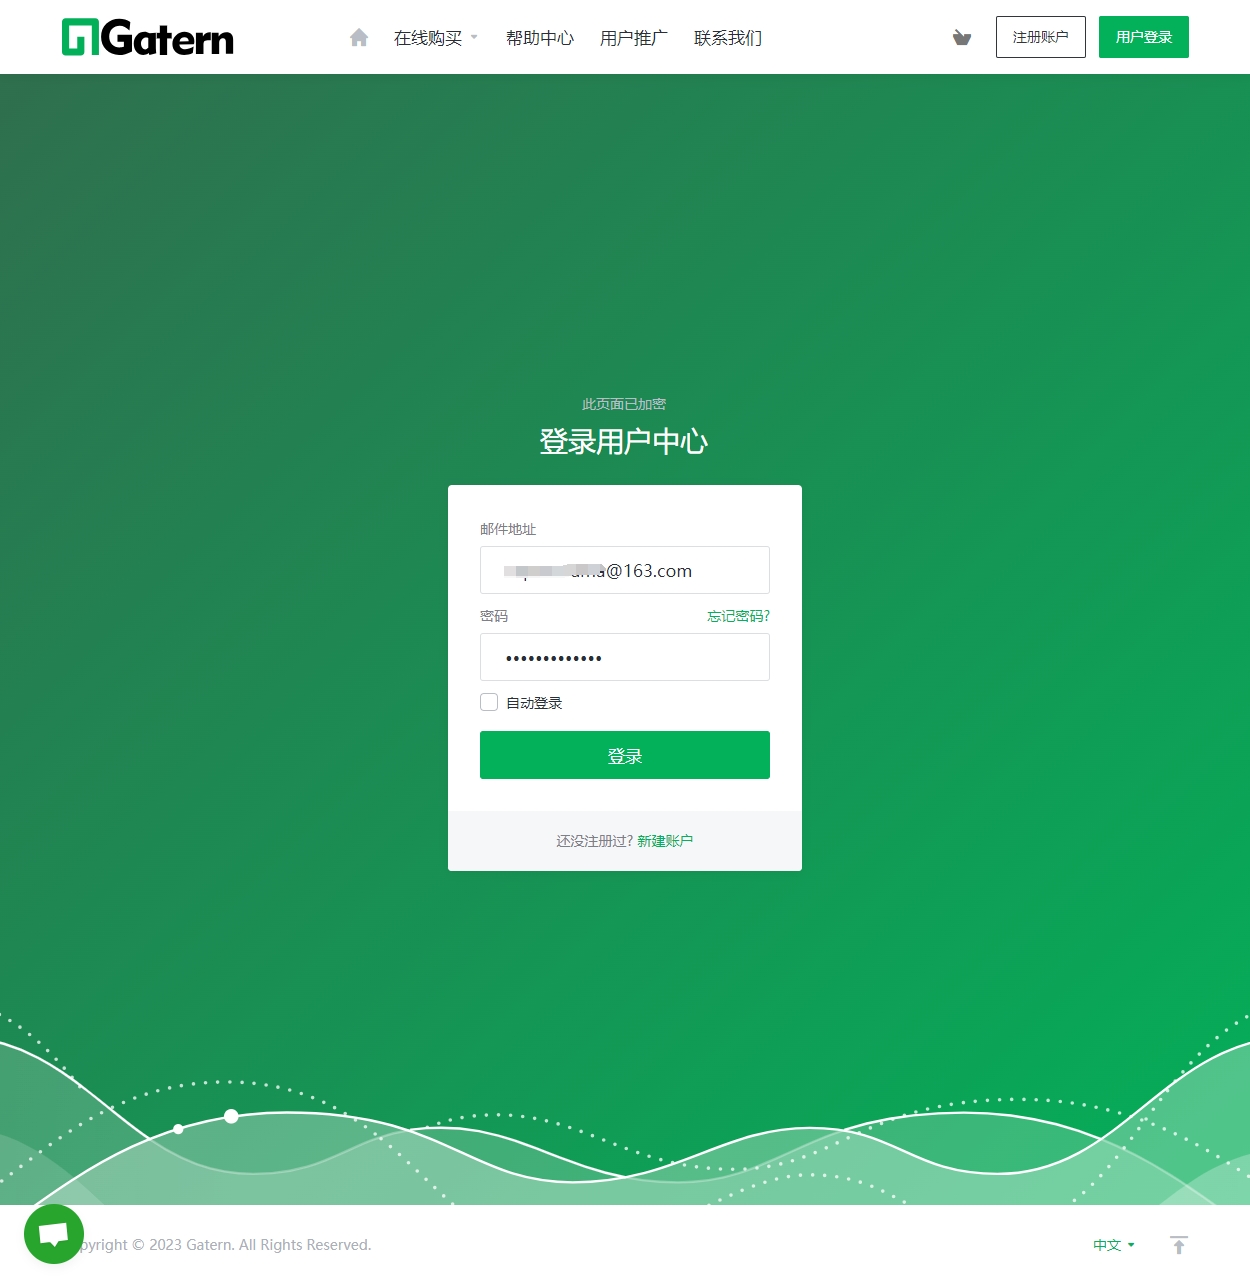 Gatern
在线购买
帮助中心
用户推广
联系我们
注册账户
用户登录
此页面已加密
登录用户中心
邮件地址
@163.com
密码
忘记密码?
•••••••••••••
自动登录
登录
还没注册过? 新建账户
pyright © 2023 Gatern. All Rights Reserved.
中文